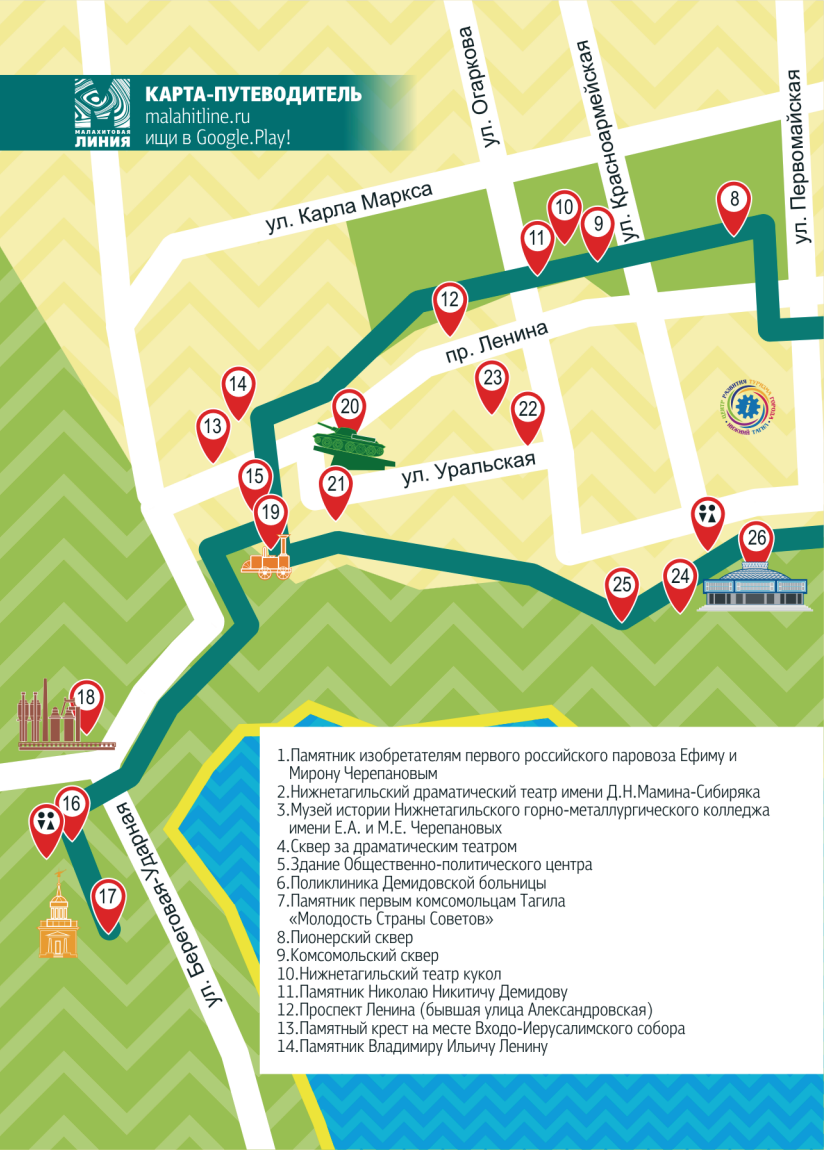 МАЛАХИТОВАЯ
ЛИНИЯ
КАРТА-ПУТЕВОДИТЕЛЬ
malahitline.ru
ищи в Google.Play!
ул. Огаркова
ул. Красноармейская
ул. Первомайская
ул. Карла Маркса
8
10
9
11
12
пр. Ленина
14
23
20
22
13
ЦЕНТР РАЗВИТИЯ ТУРИЗМА ГОРОДА
НИЖНИЙ ТАГИЛ
ул. Уральская
15
21
19
26
25
24
18
16
17
ул. Береговая-Ударная
1.Памятник изобретателям первого российского паровоза Ефиму и
Мирону Черепановым
2.Нижнетагильский драматический театр имени Д.Н.Мамина-Сибиряка
3.Музей истории Нижнетагильского горно-металлургического колледжа
имени Е.А. и М.Е. Черепановых
4.Сквер за драматическим театром
5.Здание Общественно-политического центра
6.Поликлиника Демидовской больницы
7.Памятник первым комсомольцам Тагила
«Молодость Страны Советов»
8.Пионерский сквер
9.Комсомольский сквер
10.Нижнетагильский театр кукол
11.Памятник Николаю Никитичу Демидову
12.Проспект Ленина (бывшая улица Александровская)
13.Памятный крест на месте Входо-Иерусалимского собора
14.Памятник Владимиру Ильичу Ленину